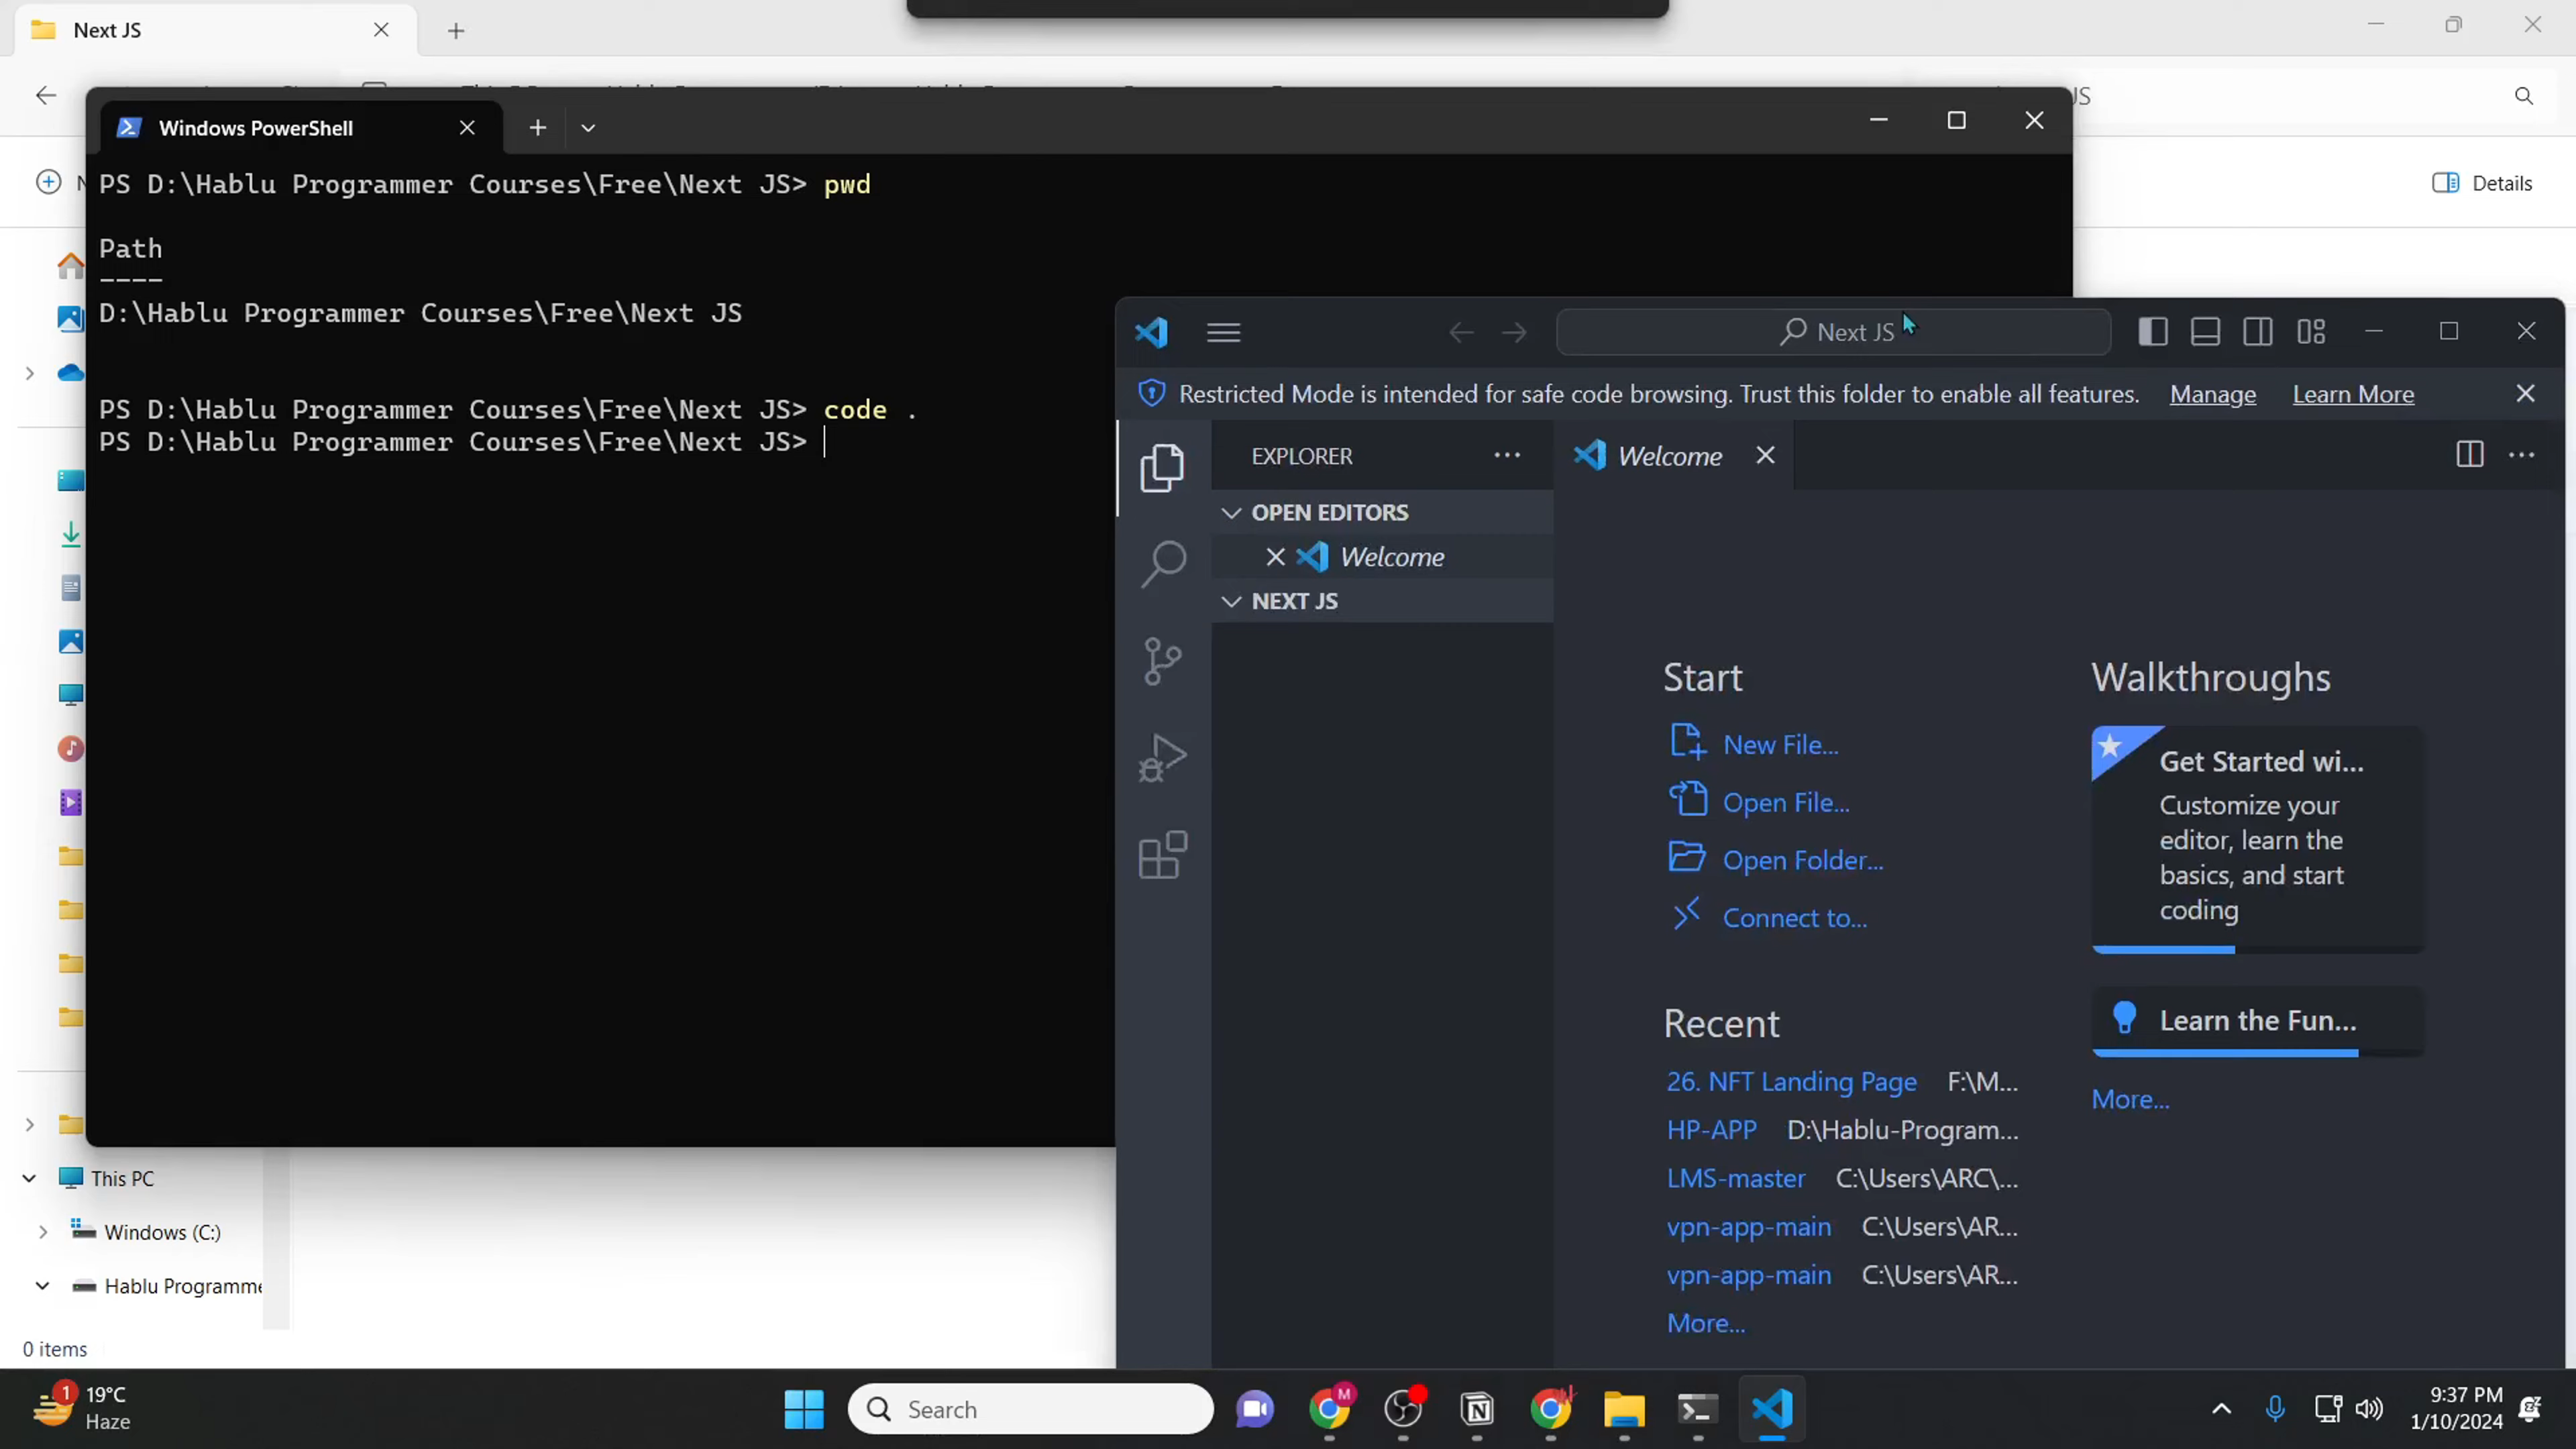 Next JS
JS
Details
Windows PowerShell
PS D:\Hablu Programmer Courses\Free\Next JS> pwd
Path
----
D:\Hablu Programmer Courses\Free\Next JS
PS D:\Hablu Programmer Courses\Free\Next JS> code .
PS D:\Hablu Programmer Courses\Free\Next JS>
Next JS
Restricted Mode is intended for safe code browsing. Trust this folder to enable all features. Manage Learn More
EXPLORER
Welcome
OPEN EDITORS
Welcome
NEXT JS
Start
New File...
Open File...
Open Folder...
Connect to...
Recent
26. NFT Landing Page F:\M...
HP-APP D:\Hablu-Program...
LMS-master C:\Users\ARC\...
vpn-app-main C:\Users\AR...
vpn-app-main C:\Users\AR...
More...
Walkthroughs
Get Started wi...
Customize your
editor, learn the
basics, and start
coding
Learn the Fun...
More...
This PC
Windows (C:)
Hablu Programme
0 items
1
19°C
Haze
Search
M
9:37 PM
1/10/2024